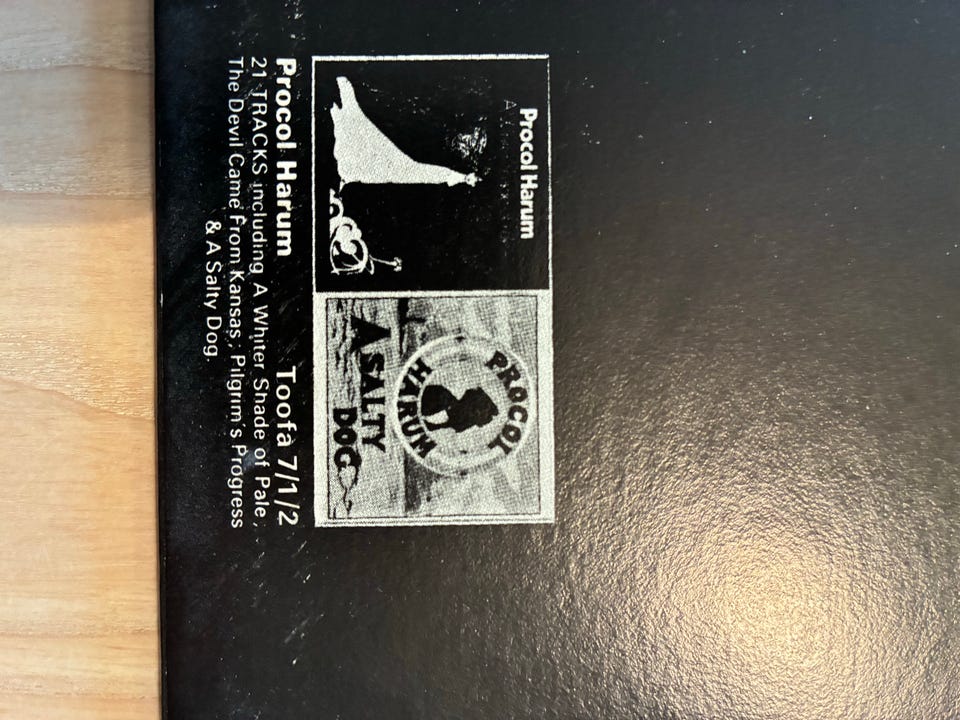 Procol Harum
A
PROCOL
HARUM
A SALTY
DOG
Procol Harum Toofa 7/1/2
21 TRACKS including A Whiter Shade of Pale,
The Devil Came From Kansas, Pilgrim's Progress
& A Salty Dog